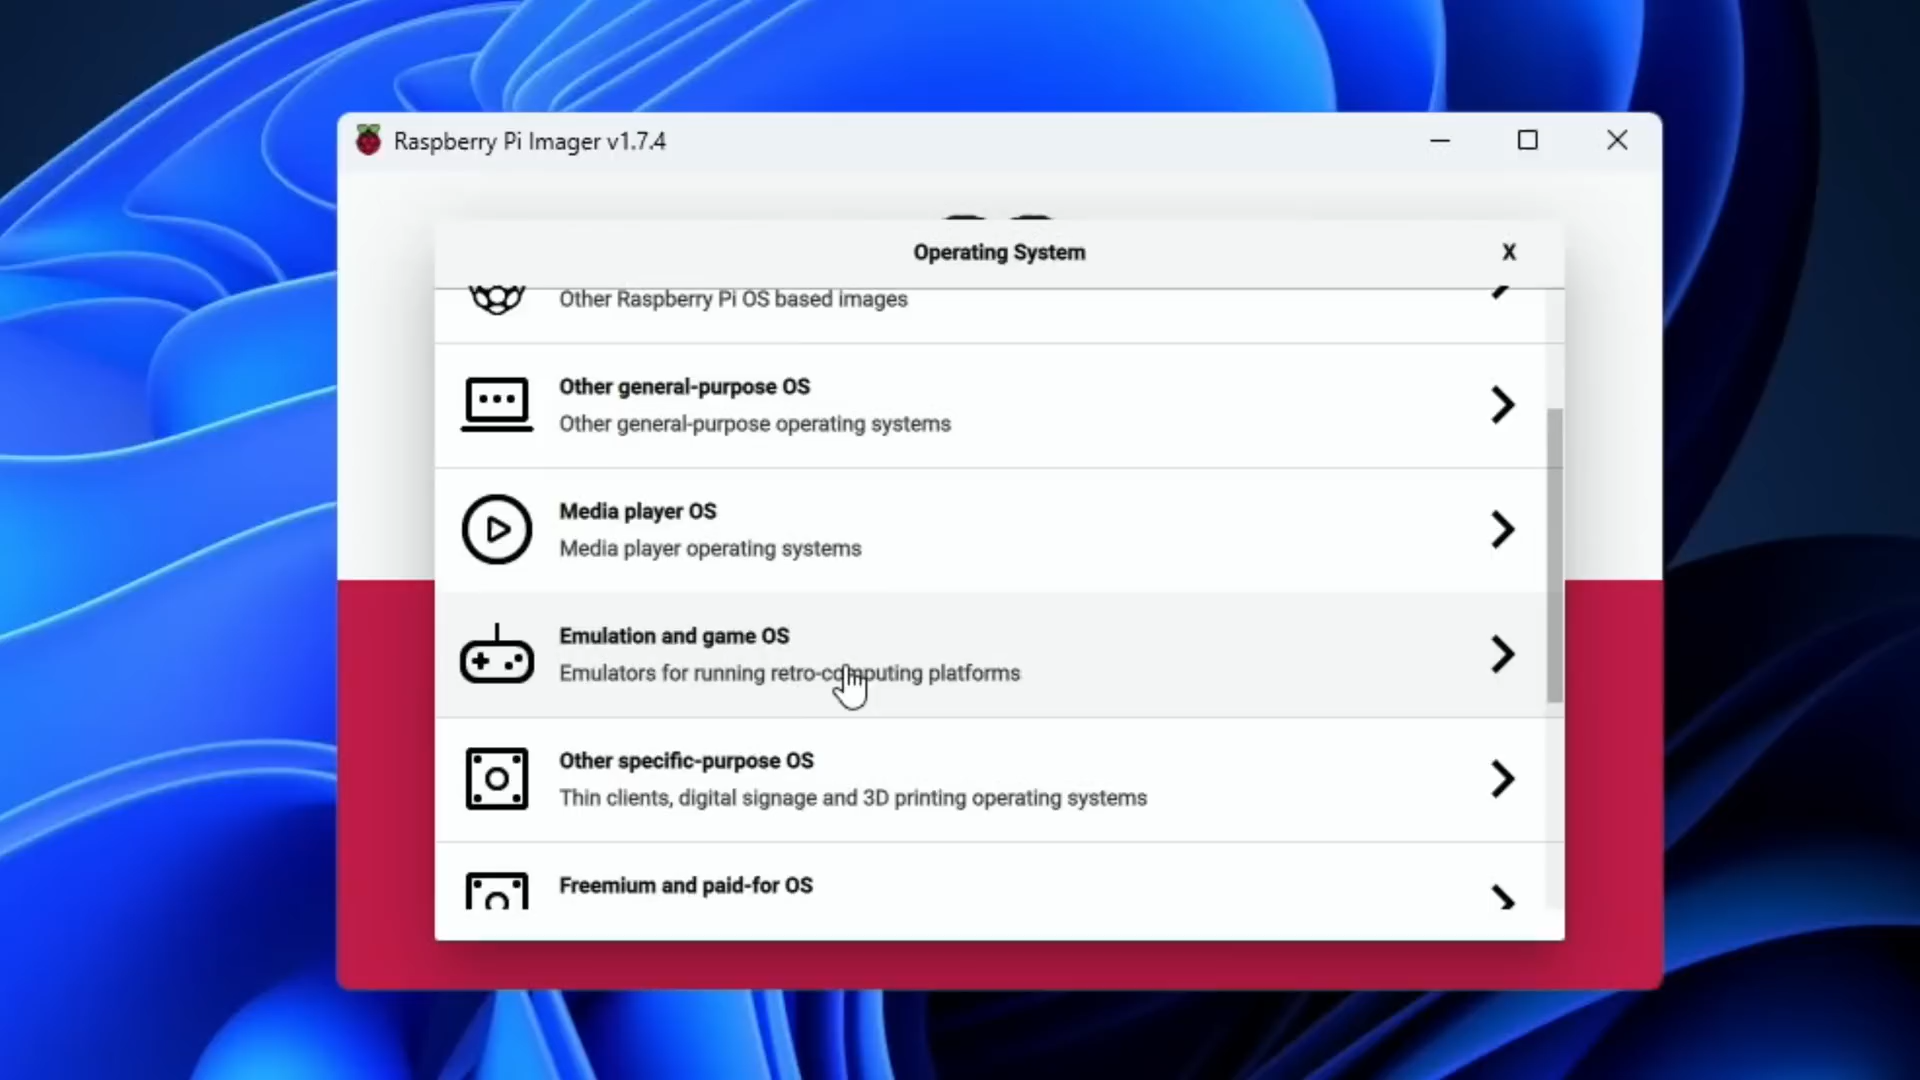 Raspberry Pi Imager v1.7.4
Operating System
X
Other Raspberry Pi OS based images
Other general-purpose OS
Other general-purpose operating systems
Media player OS
Media player operating systems
Emulation and game OS
Emulators for running retro-computing platforms
Other specific-purpose OS
Thin clients, digital signage and 3D printing operating systems
Freemium and paid-for OS